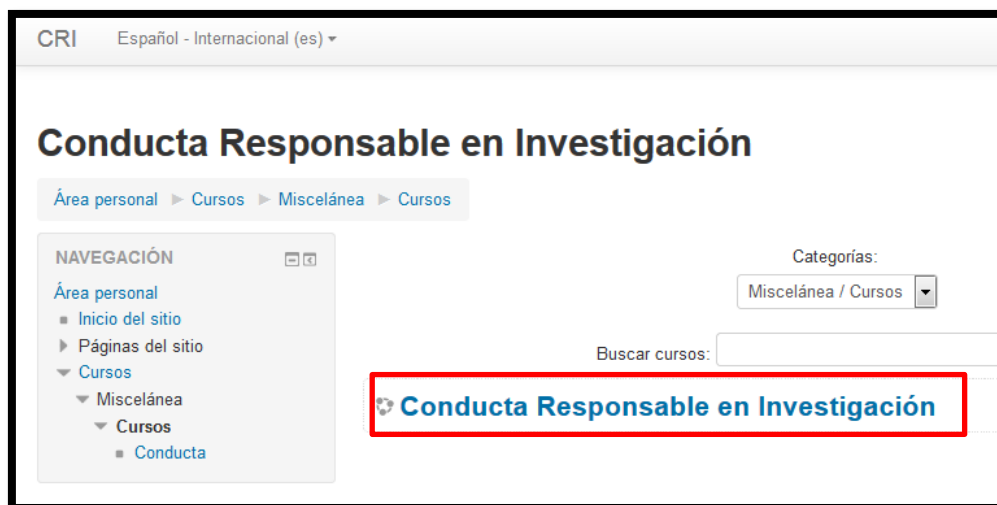 CRI Español - Internacional (es)
Conducta Responsable en Investigación
Área personal Cursos Miscelánea Cursos
NAVEGACIÓN
Área personal
Inicio del sitio
Páginas del sitio
Cursos
Miscelánea
Cursos
Conducta
Categorías:
Miscelánea / Cursos
Buscar cursos:
Conducta Responsable en Investigación